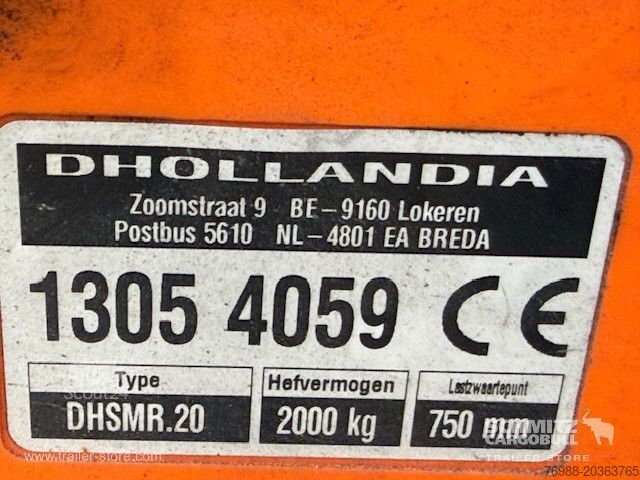 DHOLLANDIA
Zoomstraat 9 BE-9160 Lokeren
Postbus 5610 NL-4801 EA BREDA
1305 4059 CE
Type Hefvermogen Lastzwaartepunt
DHSMR.20 2000 kg 750 mm
SCHMITZ
CARGOBULL
TRAILER STORE
www.trailer-store.com
76988-20363765